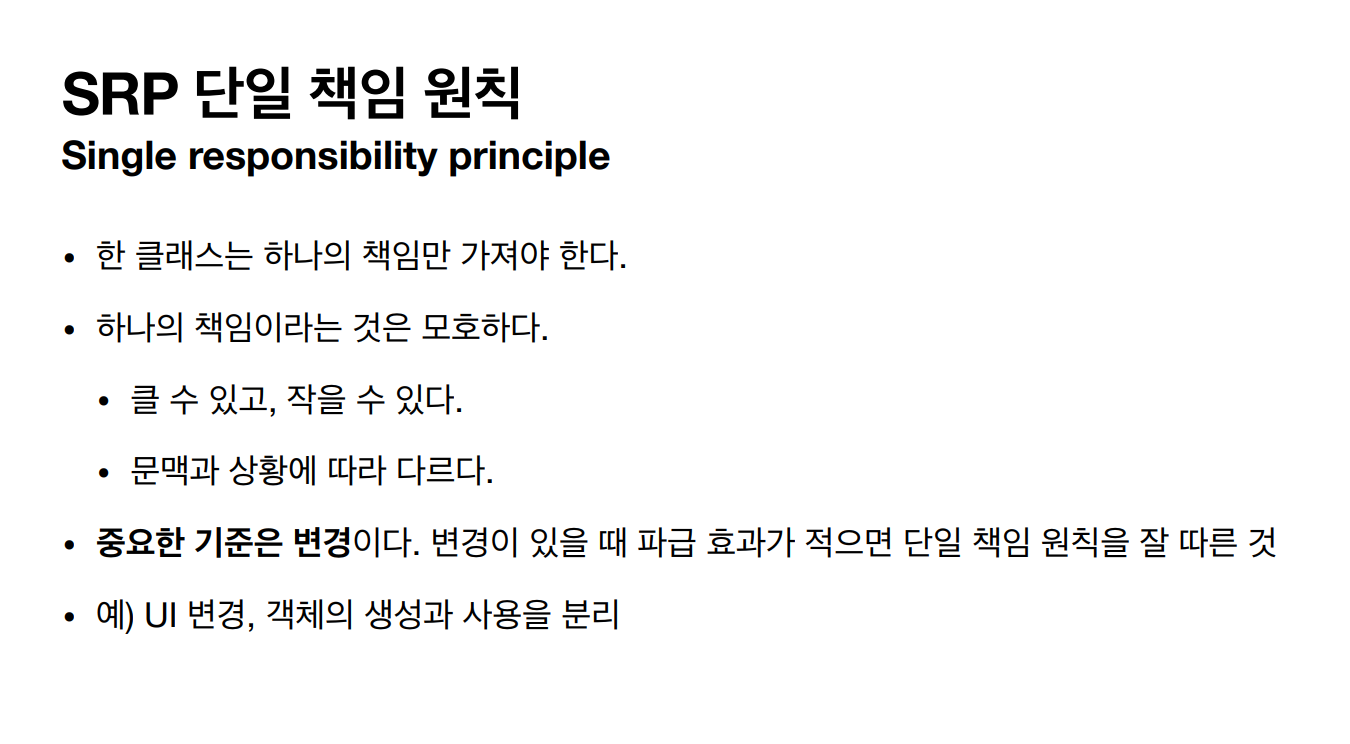 SRP 단일 책임 원칙
Single responsibility principle
• 한 클래스는 하나의 책임만 가져야 한다.
• 하나의 책임이라는 것은 모호하다.
• 클 수 있고, 작을 수 있다.
• 문맥과 상황에 따라 다르다.
• 중요한 기준은 변경이다. 변경이 있을 때 파급 효과가 적으면 단일 책임 원칙을 잘 따른 것
• 예) UI 변경, 객체의 생성과 사용을 분리